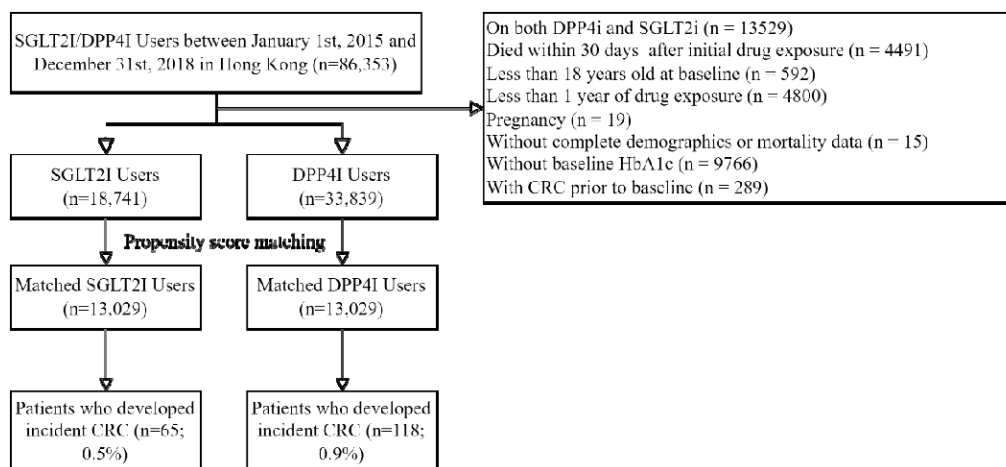 SGLT2I/DPP4I Users between January 1st, 2015 and
December 31st, 2018 in Hong Kong (n=86,353)
On both DPP4i and SGLT2i (n = 13529)
Died within 30 days after initial drug exposure (n = 4491)
Less than 18 years old at baseline (n = 592)
Less than 1 year of drug exposure (n = 4800)
Pregnancy (n = 19)
Without complete demographics or mortality data (n = 15)
Without baseline HbA1c (n = 9766)
With CRC prior to baseline (n = 289)
SGLT2I Users
(n=18,741)
DPP4I Users
(n=33,839)
Propensity score matching
Matched SGLT2I Users
(n=13,029)
Matched DPP4I Users
(n=13,029)
Patients who developed
incident CRC (n=65;
0.5%)
Patients who developed
incident CRC (n=118;
0.9%)